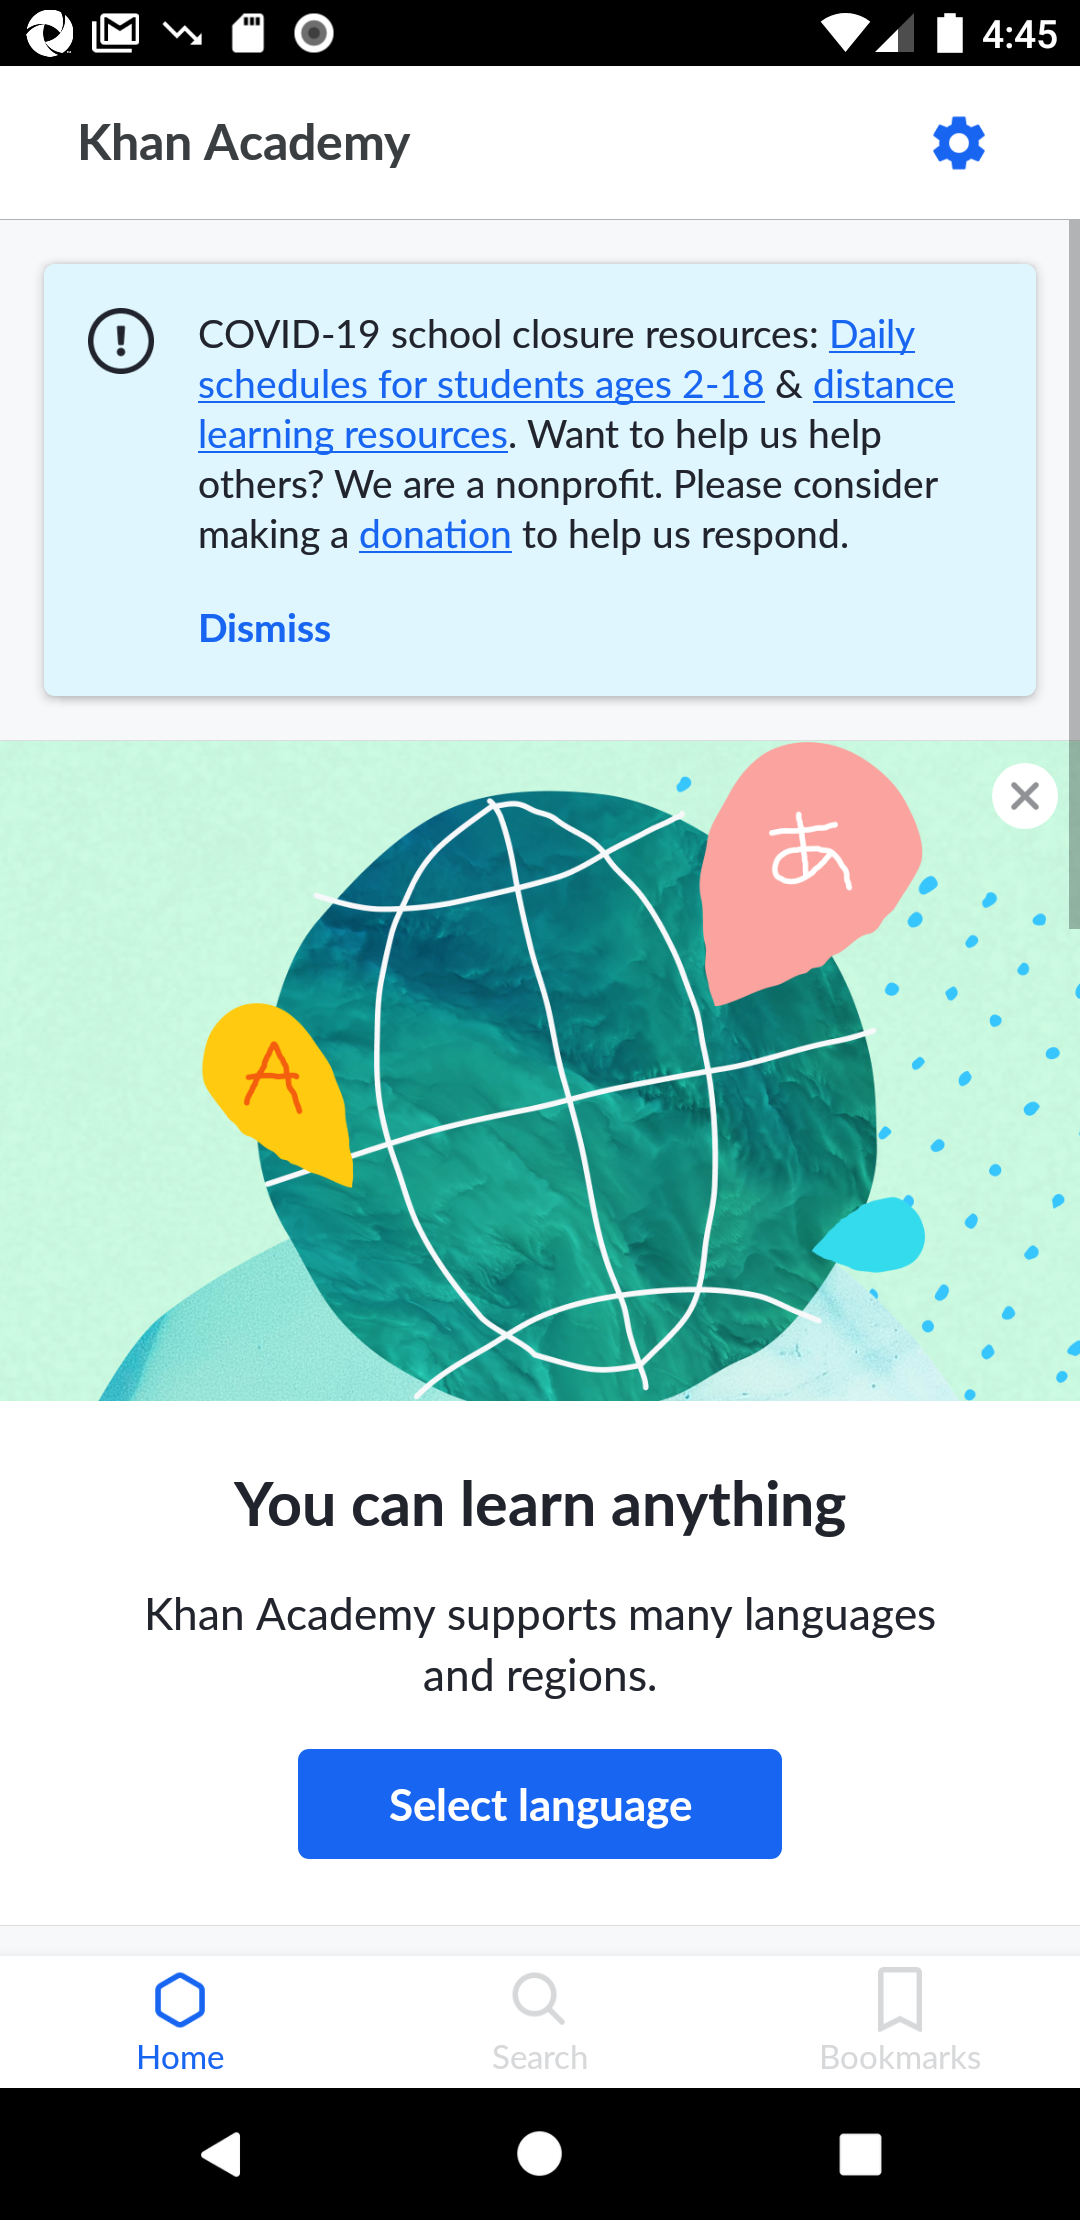 4:45
Khan Academy
COVID-19 school closure resources: Daily
schedules for students ages 2-18 & distance
learning resources. Want to help us help
others? We are a nonprofit. Please consider
making a donation to help us respond.
Dismiss
あ
A
You can learn anything
Khan Academy supports many languages
and regions.
Select language
Home
Search
Bookmarks